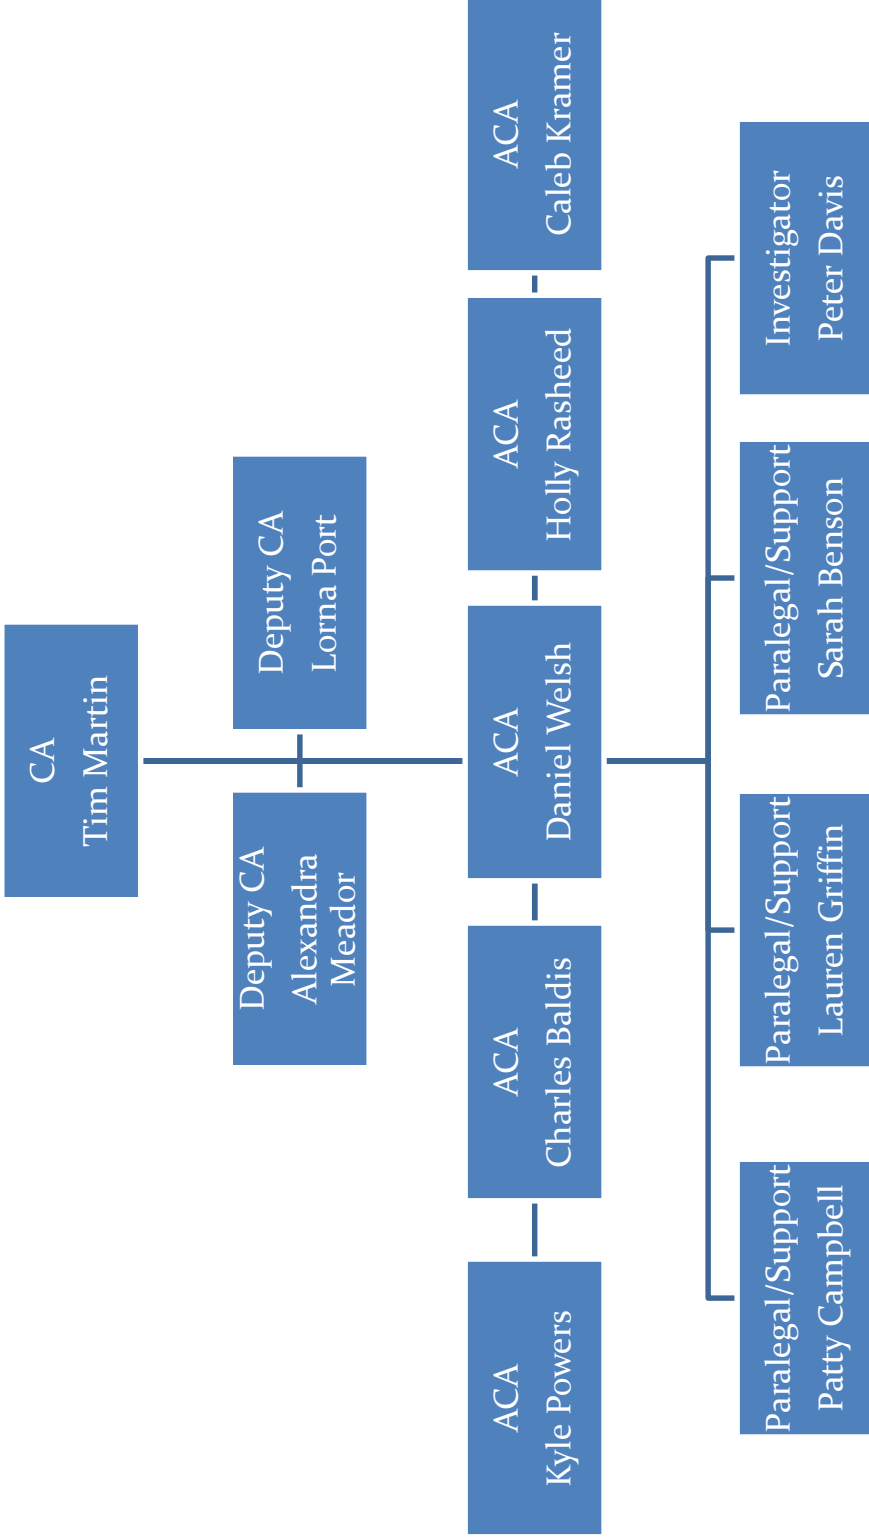 CA
Tim Martin
Deputy CA
Alexandra
Meador
Deputy CA
Lorna Port
ACA
Kyle Powers
ACA
Charles Baldis
ACA
Daniel Welsh
ACA
Holly Rasheed
ACA
Caleb Kramer
Paralegal/Support
Patty Campbell
Paralegal/Support
Lauren Griffin
Paralegal/Support
Sarah Benson
Investigator
Peter Davis